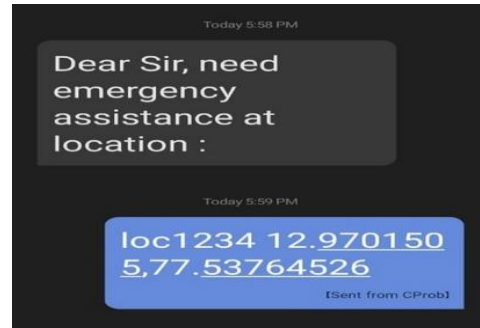 Today 5:58 PM
Dear Sir, need
emergency
assistance at
location :
Today 5:59 PM
loc1234 12.970150
5,77.53764526
[Sent from CProb]